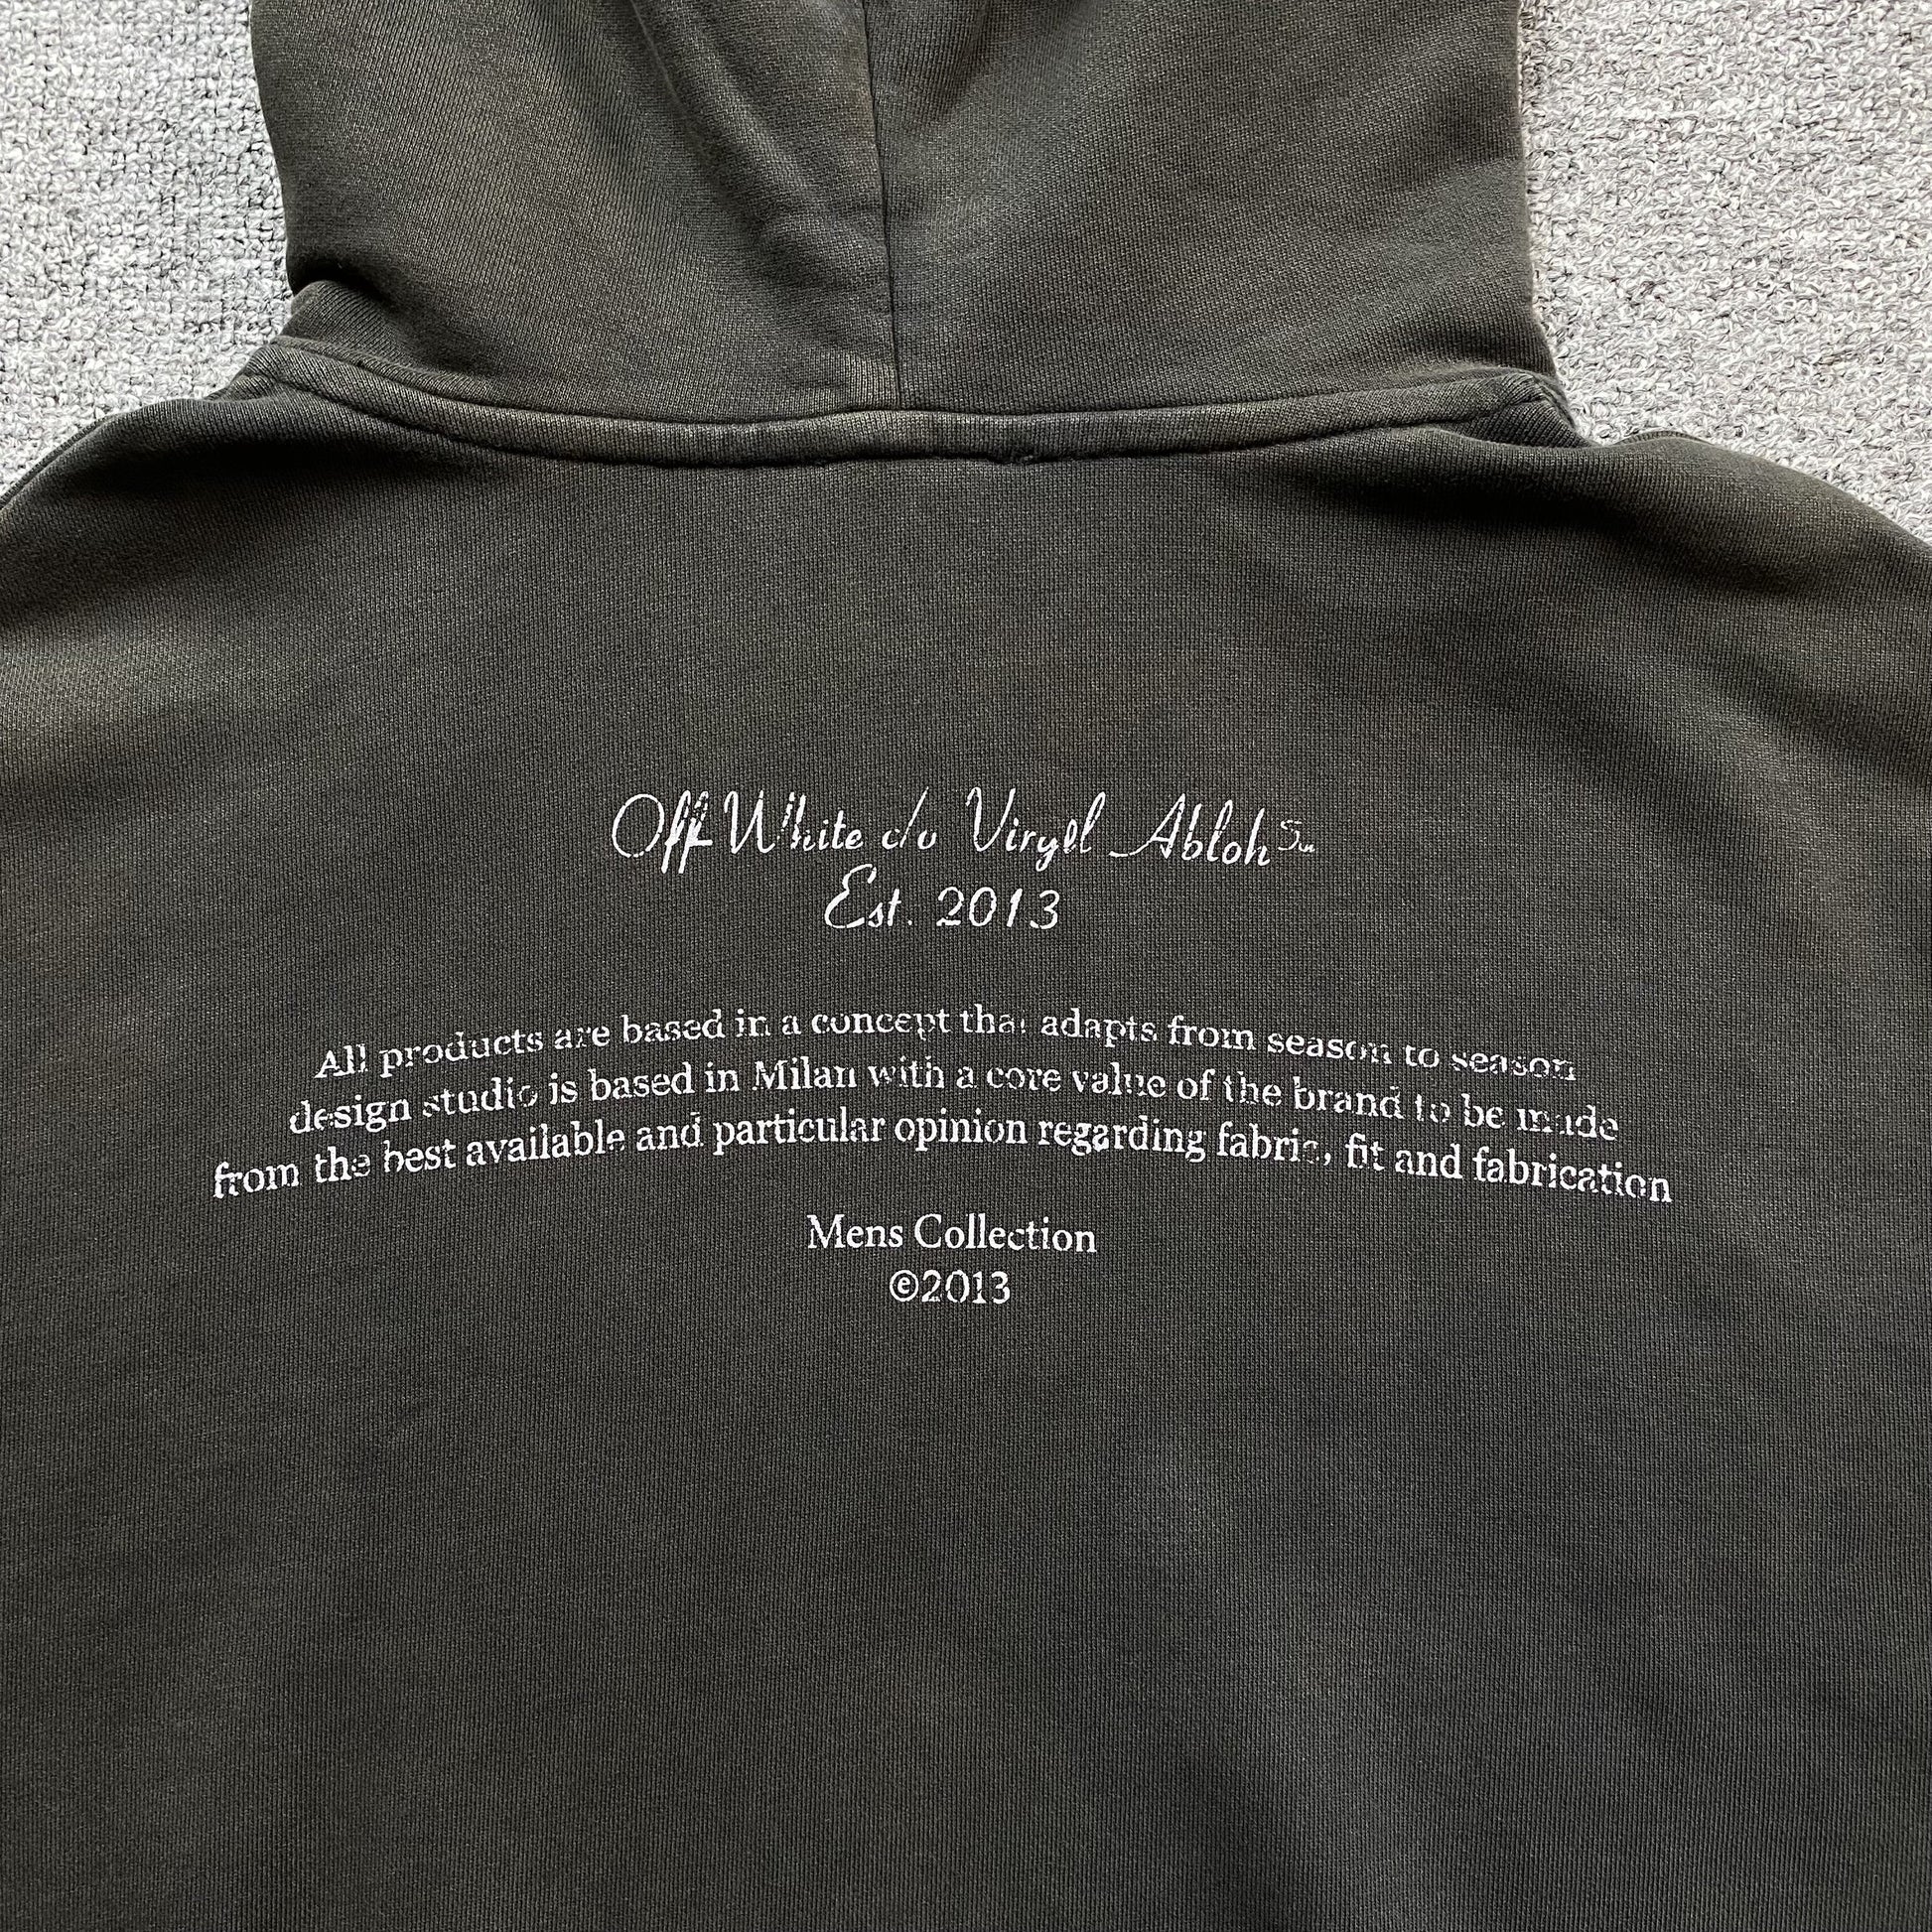 Off White c/o Virgil Abloh
Est. 2013
All products are based in a concept that adapts from season to season
design studio is based in Milan with a core value of the brand to be made
from the best available and particular opinion regarding fabric, fit and fabrication
Mens Collection
©2013